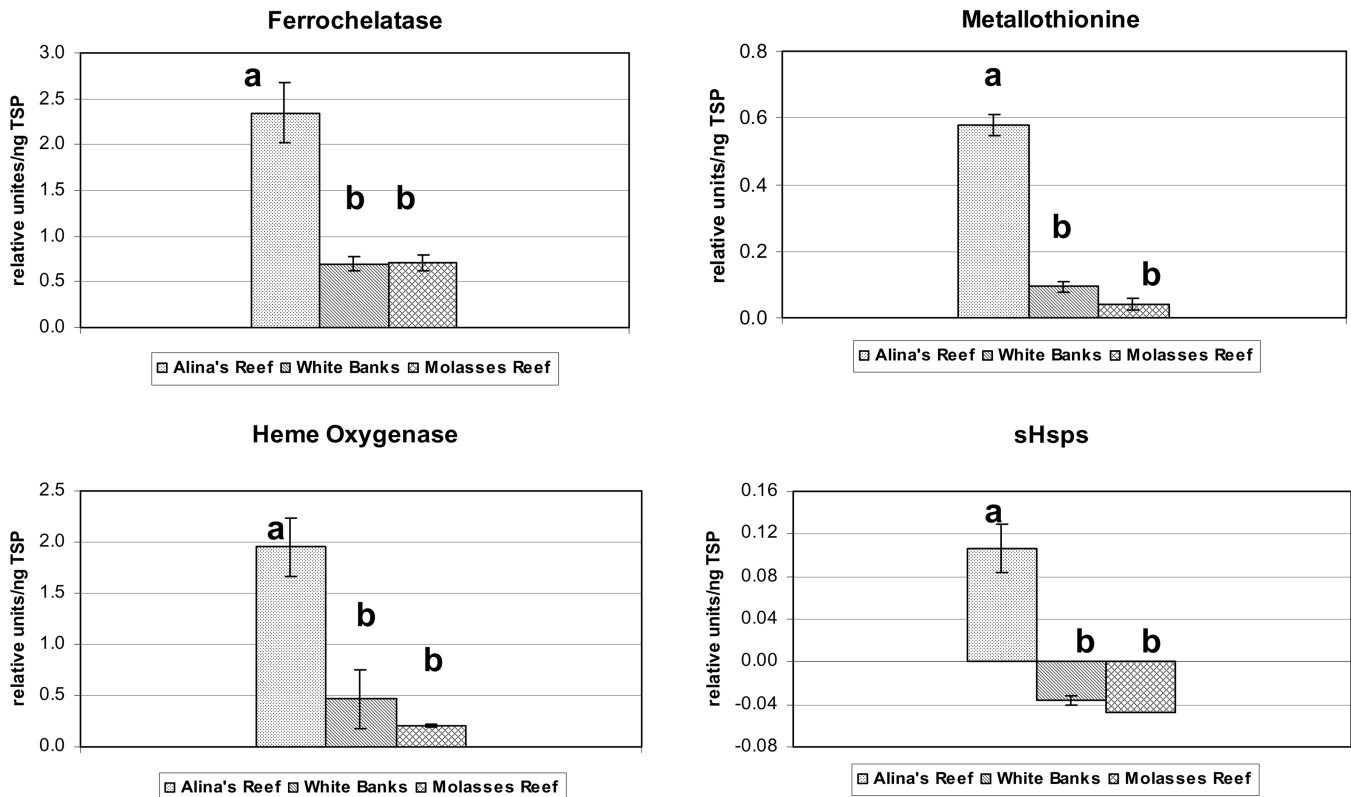 Ferrochelatase
relative unites/ng TSP
3.0
2.5
2.0
1.5
1.0
0.5
0.0
a
b b
Alina's Reef White Banks Molasses Reef
Metallothionine
relative units/ng TSP
0.8
0.6
0.4
0.2
0.0
a
b
b
Alina's Reef White Banks Molasses Reef
Heme Oxygenase
relative units/ng TSP
2.5
2.0
1.5
1.0
0.5
0.0
a
b
b
Alina's Reef White Banks Molasses Reef
sHsps
relative units/ng TSP
0.16
0.12
0.08
0.04
0.00
-0.04
-0.08
a
b b
Alina's Reef White Banks Molasses Reef